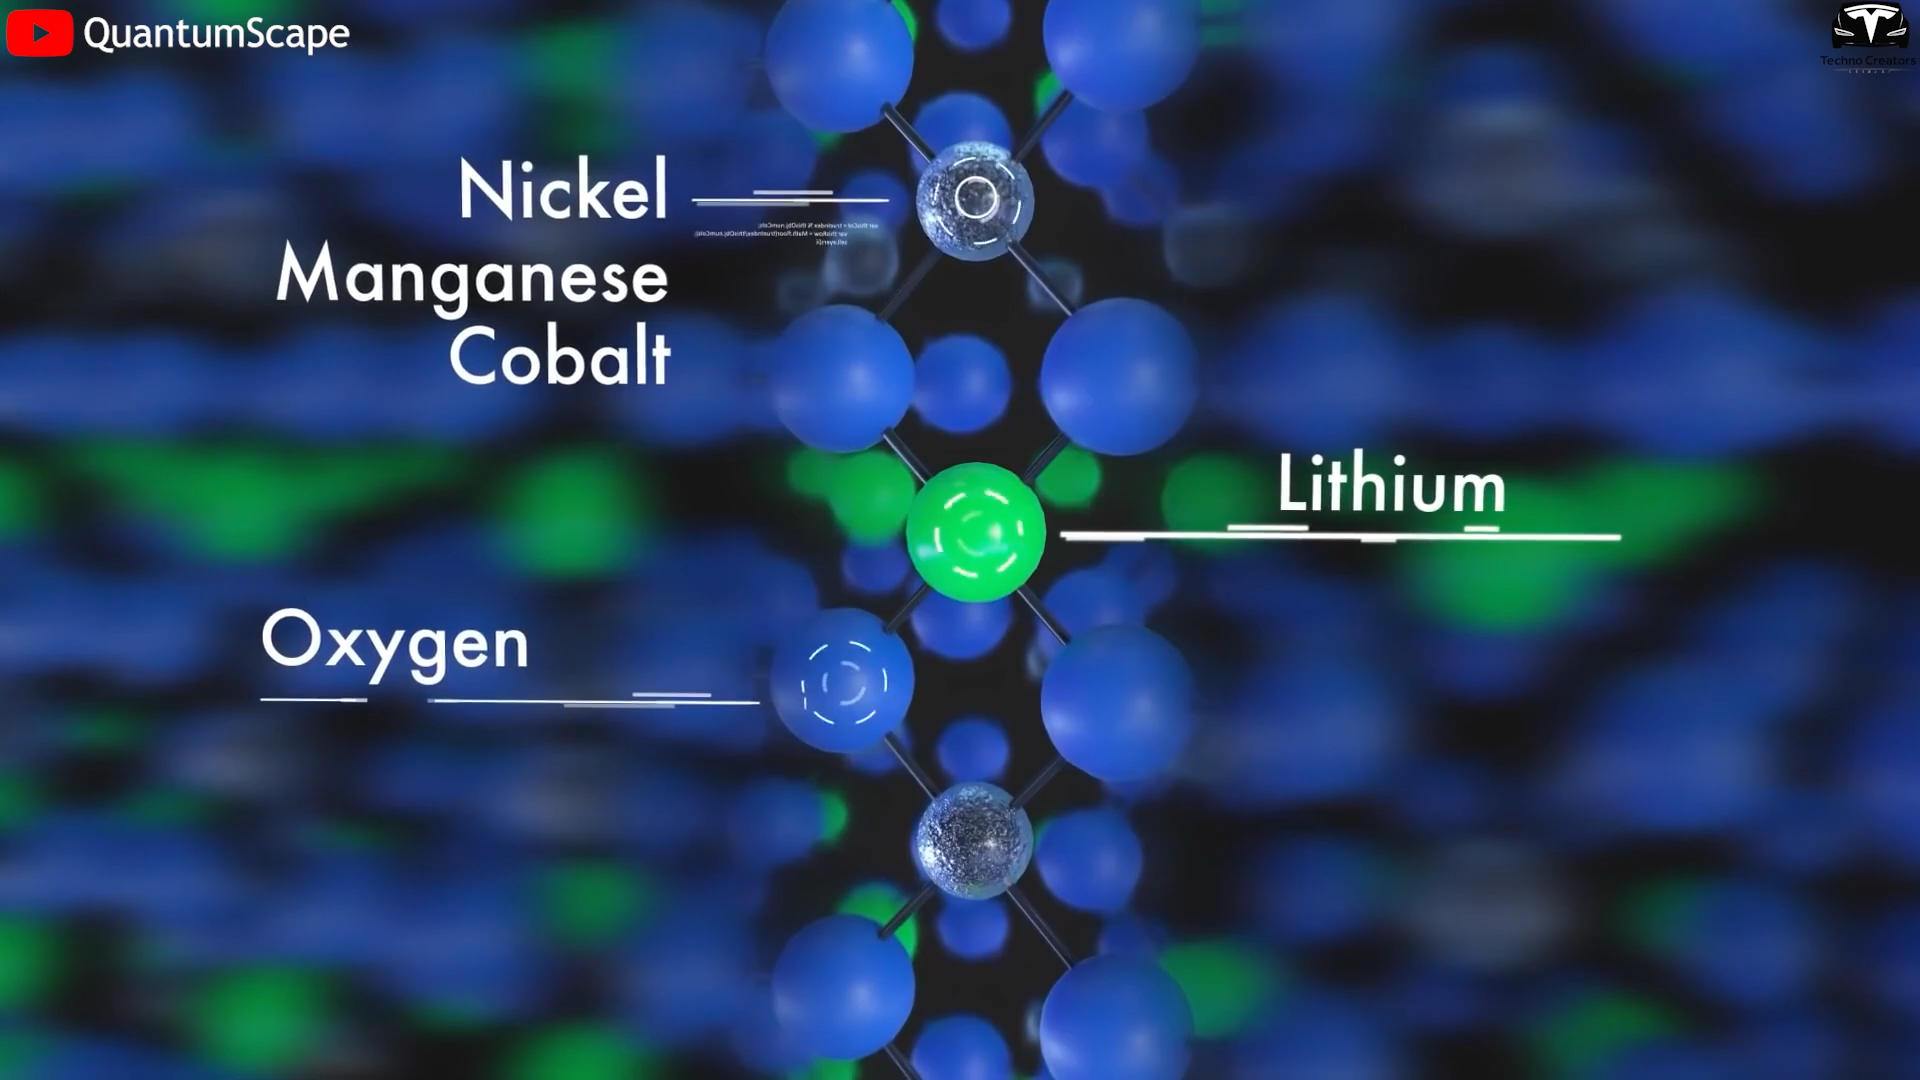 QuantumScape
Techno Creators
Nickel
Manganese
Cobalt
Lithium
Oxygen